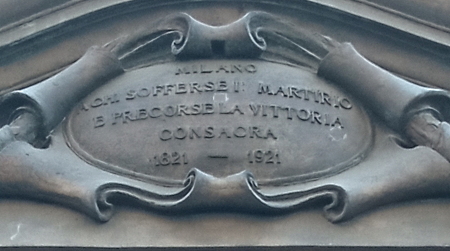 MILANO
A CHI SOFFERSE IL MARTIRIO
E PRECORSE LA VITTORIA
CONSACRA
1821 — 1921